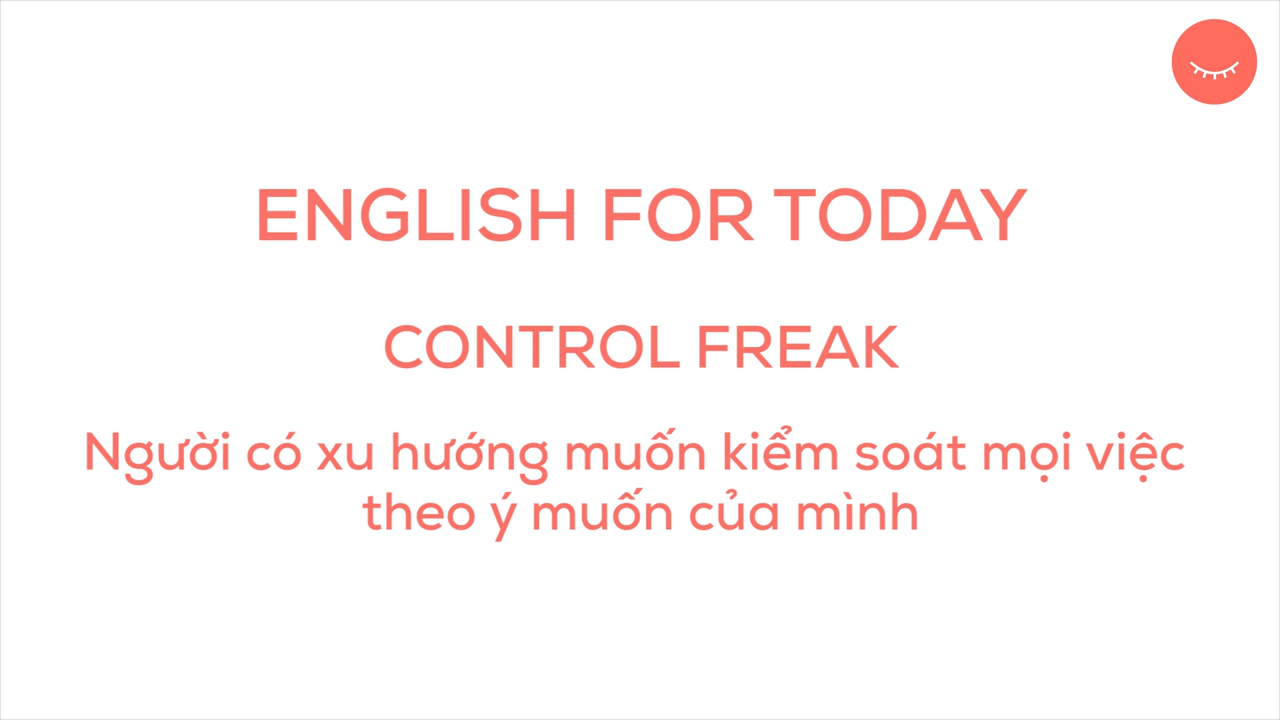 ENGLISH FOR TODAY
CONTROL FREAK
Người có xu hướng muốn kiểm soát mọi việc
theo ý muốn của mình